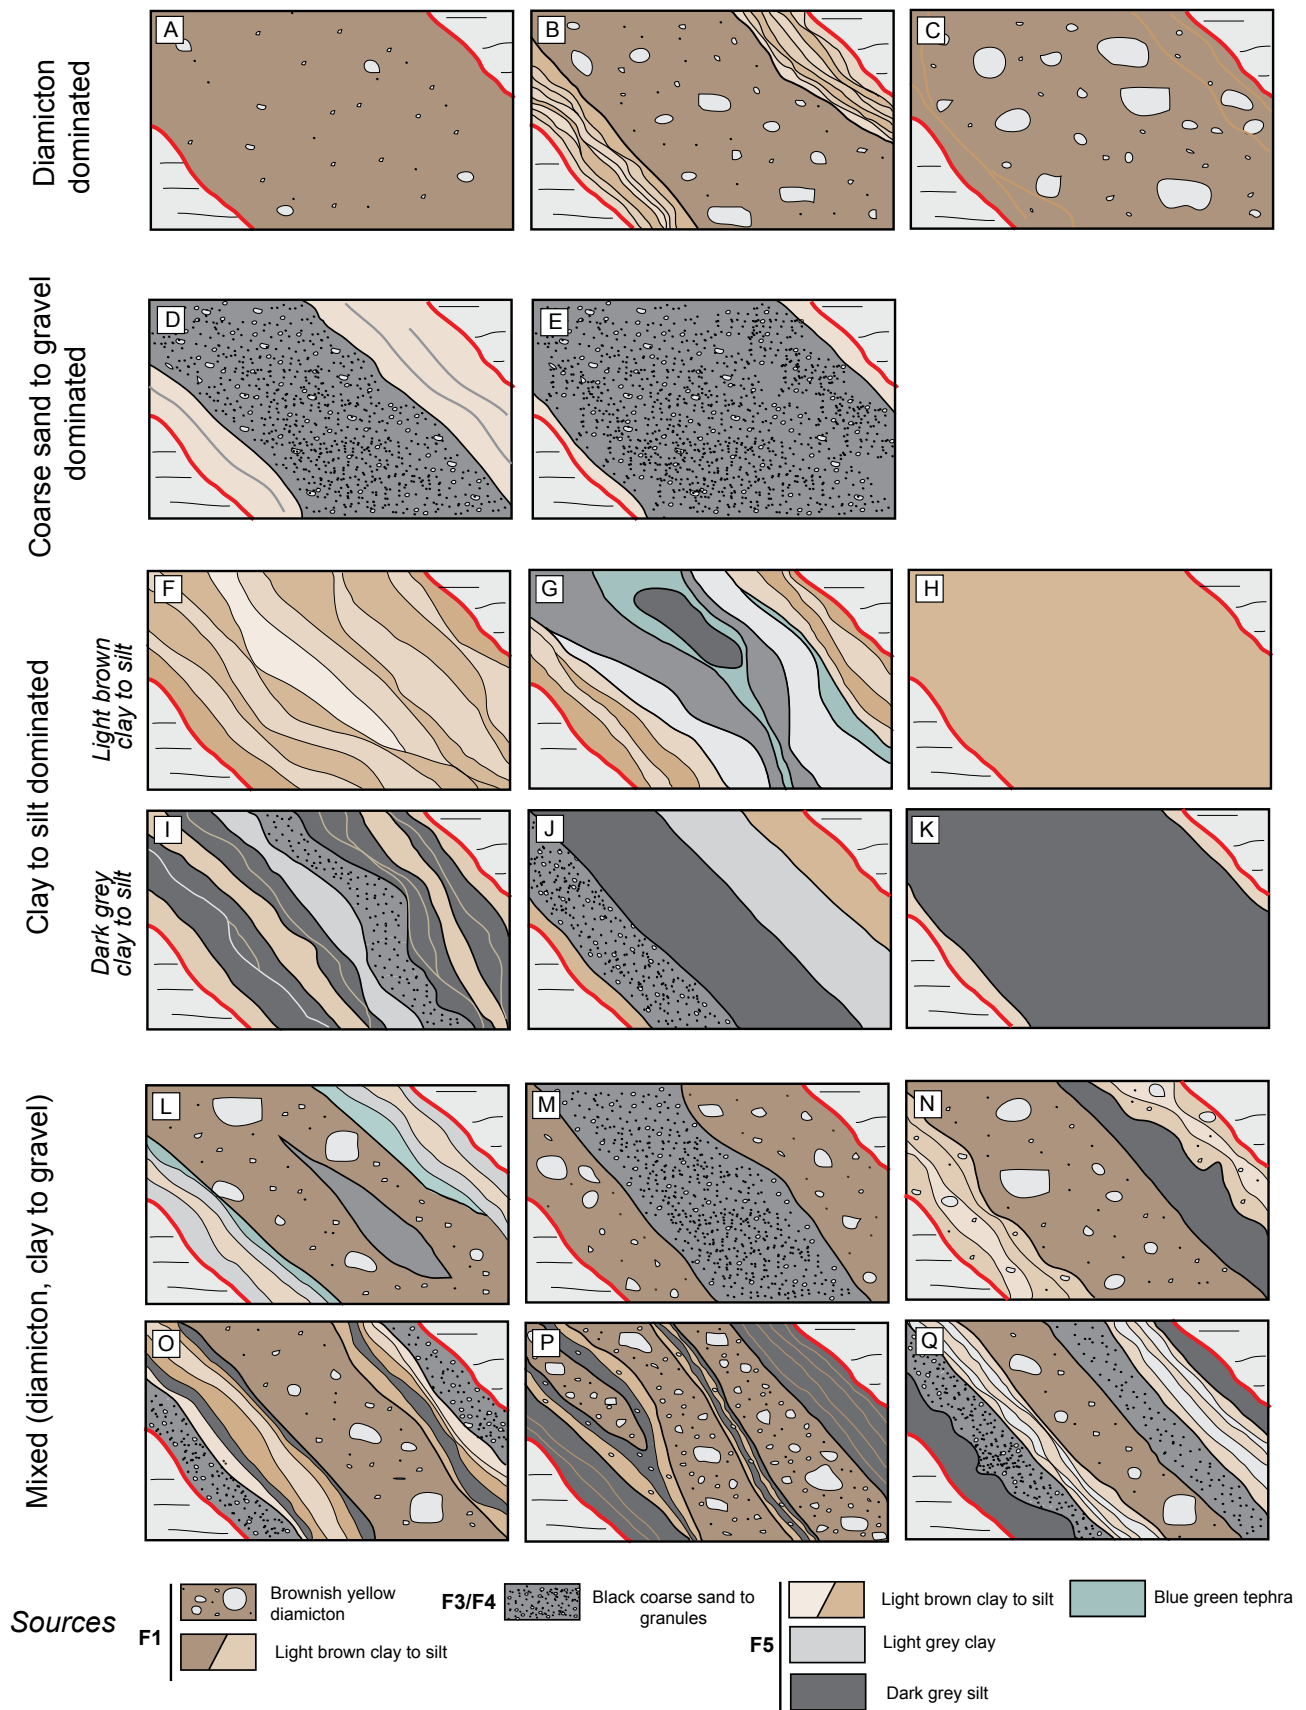 Diamicton
dominated
A
B
C
Coarse sand to gravel
dominated
D
E
Clay to silt dominated
Light brown
clay to silt
F
G
H
Dark grey
clay to silt
I
J
K
Mixed (diamicton, clay to gravel)
L
M
N
O
P
Q
Sources
F1
Brownish yellow
diamicton
Light brown clay to silt
F3/F4
Black coarse sand to
granules
F5
Light brown clay to silt
Light grey clay
Dark grey silt
Blue green tephra